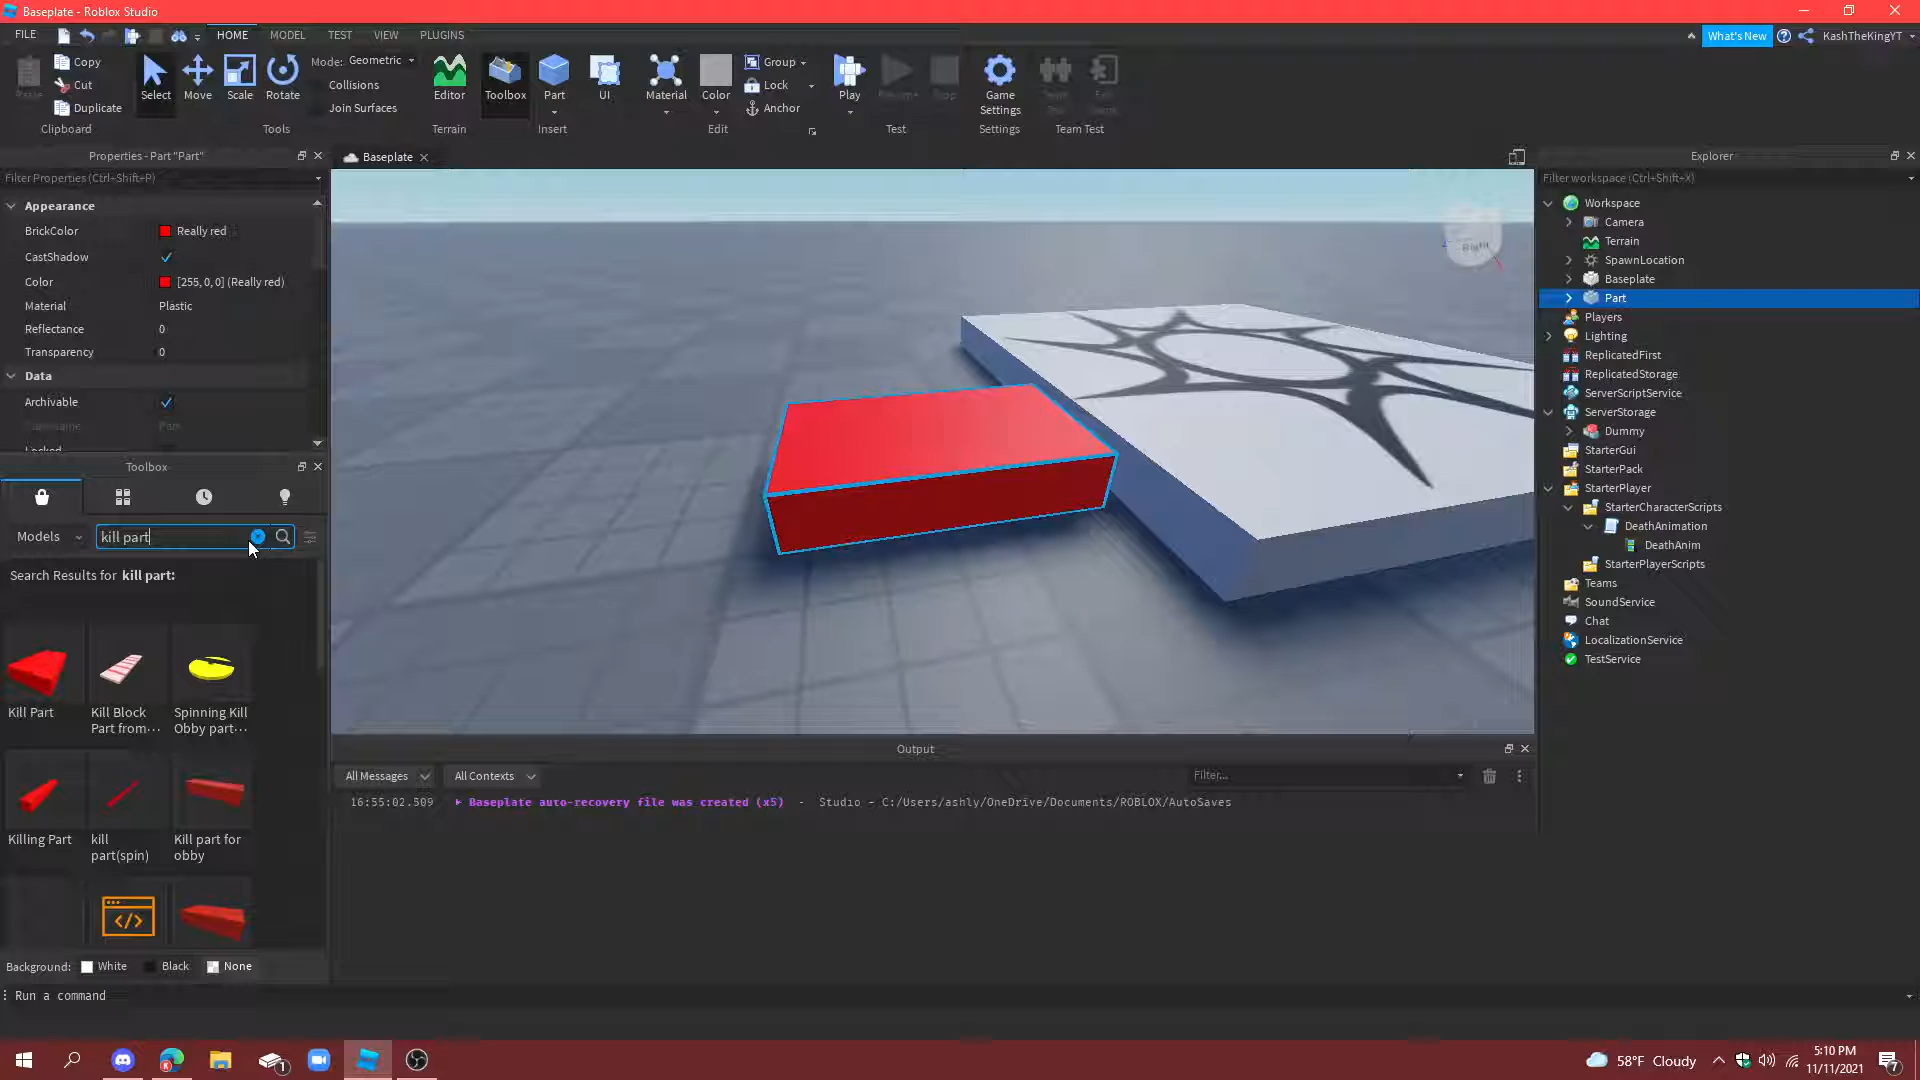 Baseplate - Roblox Studio
FILE
HOME
MODEL
TEST
VIEW
PLUGINS
What's New
KashTheKingYT
Copy
Cut
Duplicate
Clipboard
Select
Move
Scale
Rotate
Mode: Geometric
Collisions
Join Surfaces
Tools
Editor
Terrain
Toolbox
Part
UI
Insert
Material
Color
Group
Lock
Anchor
Edit
Play
Test
Game
Settings
Settings
Team Test
Properties - Part "Part"
Filter Properties (Ctrl+Shift+P)
Appearance
BrickColor Really red
CastShadow
Color [255, 0, 0] (Really red)
Material Plastic
Reflectance 0
Transparency 0
Data
Archivable
Locked
Toolbox
Models
kill part
Search Results for kill part:
Kill Part
Kill Block
Part from...
Spinning Kill
Obby part...
Killing Part
kill
part(spin)
Kill part for
obby
Background: White Black None
Run a command
Baseplate
Right
Output
All Messages
All Contexts
Filter...
16:55:02.509 Baseplate auto-recovery file was created (x5) - Studio - C:/Users/ashly/OneDrive/Documents/ROBLOX/AutoSaves
Explorer
Filter workspace (Ctrl+Shift+X)
Workspace
Camera
Terrain
SpawnLocation
Baseplate
Part
Players
Lighting
ReplicatedFirst
ReplicatedStorage
ServerScriptService
ServerStorage
Dummy
StarterGui
StarterPack
StarterPlayer
StarterCharacterScripts
DeathAnimation
DeathAnim
StarterPlayerScripts
Teams
SoundService
Chat
LocalizationService
TestService
58°F Cloudy
5:10 PM
11/11/2021
1
7